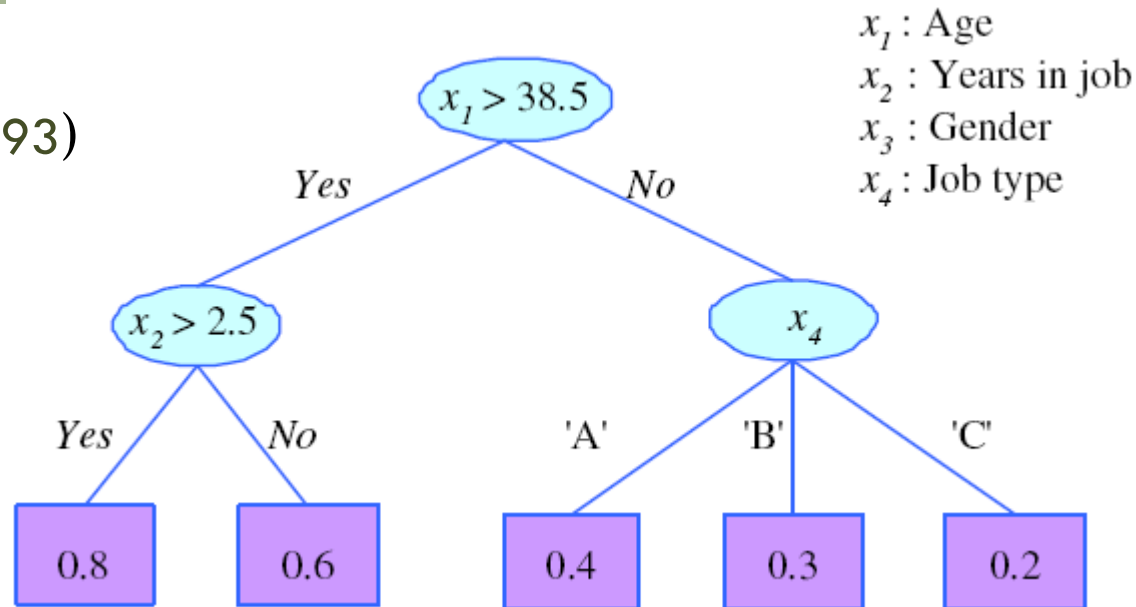 x1 : Age
x2 : Years in job
x3 : Gender
x4 : Job type
93)
x1 > 38.5
Yes
No
x2 > 2.5
x4
Yes
No
'A'
'B'
'C'
0.8
0.6
0.4
0.3
0.2